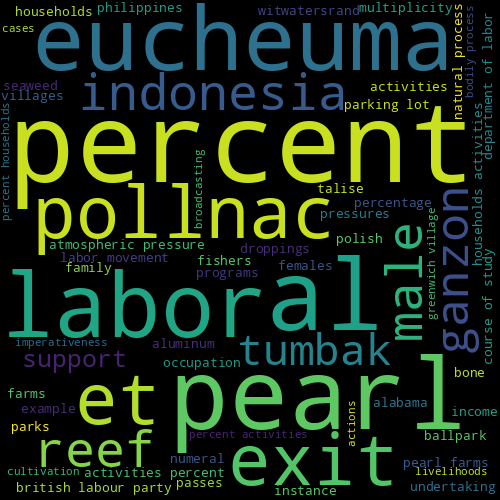 households
philippines
witwatersrand
multiplicity
cases
eucheuma
natural process
bodily process
department of labor
seaweed
indonesia
activities
villages
parking lot
percent households
percent
broadcasting
talise
households activities
pollnac
percentage
pressures
ganzon
male
greenwich village
course of study
atmospheric pressure
droppings
polish
labor movement
fishers
family
programs
females
laboral
imperativeness
aluminum
tumbak
support
occupation
pearl
bone
et
farms
example
alabama
income
parks
actions
reef
percent activities
exit
ballpark
numeral
pearl farms
cultivation
activities
percent
livelihoods
british labour party
passes
instance
undertaking